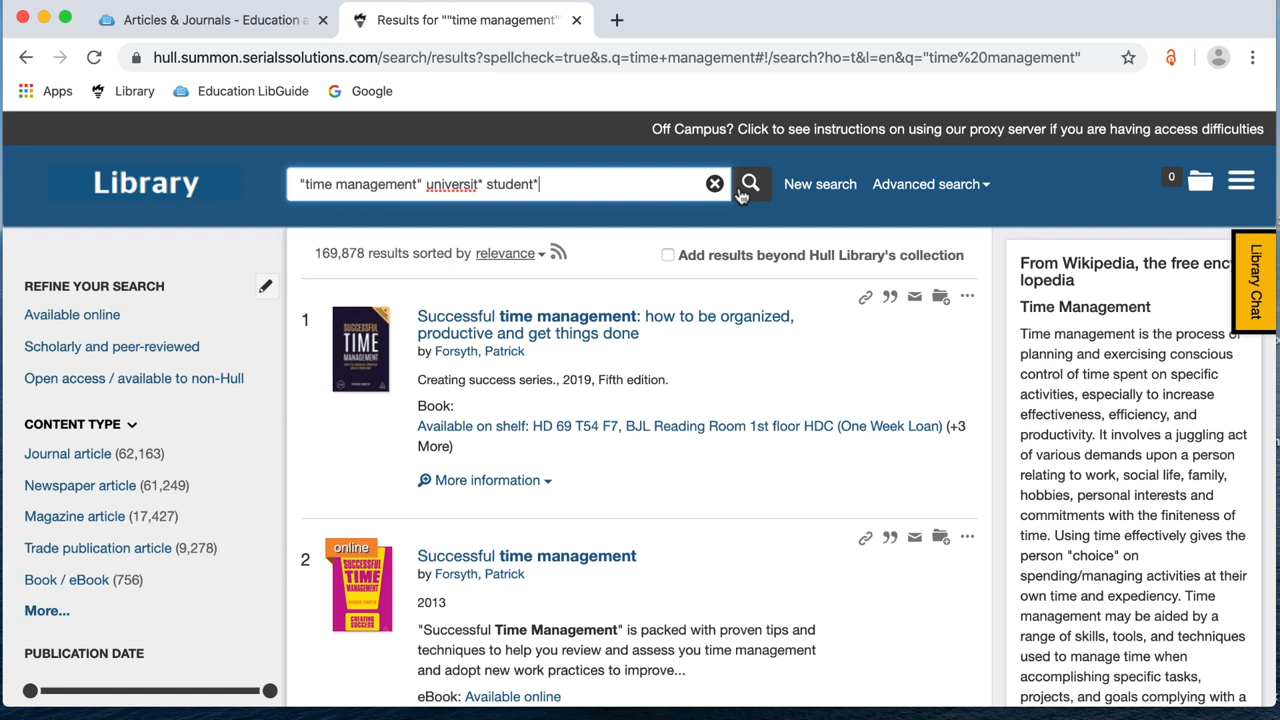 Articles & Journals - Education a
Results for ""time management"
hull.summon.serialssolutions.com/search/results?spellcheck=true&s.q=time+management#!/search?ho=t&l=en&q="time%20management"
Apps
Library
Education LibGuide
Google
Off Campus? Click to see instructions on using our proxy server if you are having access difficulties
Library
"time management" universit* student*
New search
Advanced search
0
REFINE YOUR SEARCH
Available online
Scholarly and peer-reviewed
Open access / available to non-Hull
CONTENT TYPE
Journal article (62,163)
Newspaper article (61,249)
Magazine article (17,427)
Trade publication article (9,278)
Book / eBook (756)
More...
PUBLICATION DATE
169,878 results sorted by relevance
Add results beyond Hull Library's collection
1
SUCCESSFUL
TIME
MANAGEMENT
Successful time management: how to be organized,
productive and get things done
by Forsyth, Patrick
Creating success series., 2019, Fifth edition.
Book:
Available on shelf: HD 69 T54 F7, BJL Reading Room 1st floor HDC (One Week Loan) (+3
More)
More information
2
online
SUCCESSFUL
TIME
MANAGEMENT
CREATING
SUCCESS
Successful time management
by Forsyth, Patrick
2013
"Successful Time Management" is packed with proven tips and
techniques to help you review and assess you time management
and adopt new work practices to improve...
eBook: Available online
From Wikipedia, the free enc
lopedia
Time Management
Time management is the process of
planning and exercising conscious
control of time spent on specific
activities, especially to increase
effectiveness, efficiency, and
productivity. It involves a juggling act
of various demands upon a person
relating to work, social life, family,
hobbies, personal interests and
commitments with the finiteness of
time. Using time effectively gives the
person "choice" on
spending/managing activities at their
own time and expediency. Time
management may be aided by a
range of skills, tools, and techniques
used to manage time when
accomplishing specific tasks,
projects, and goals complying with a
Library Chat